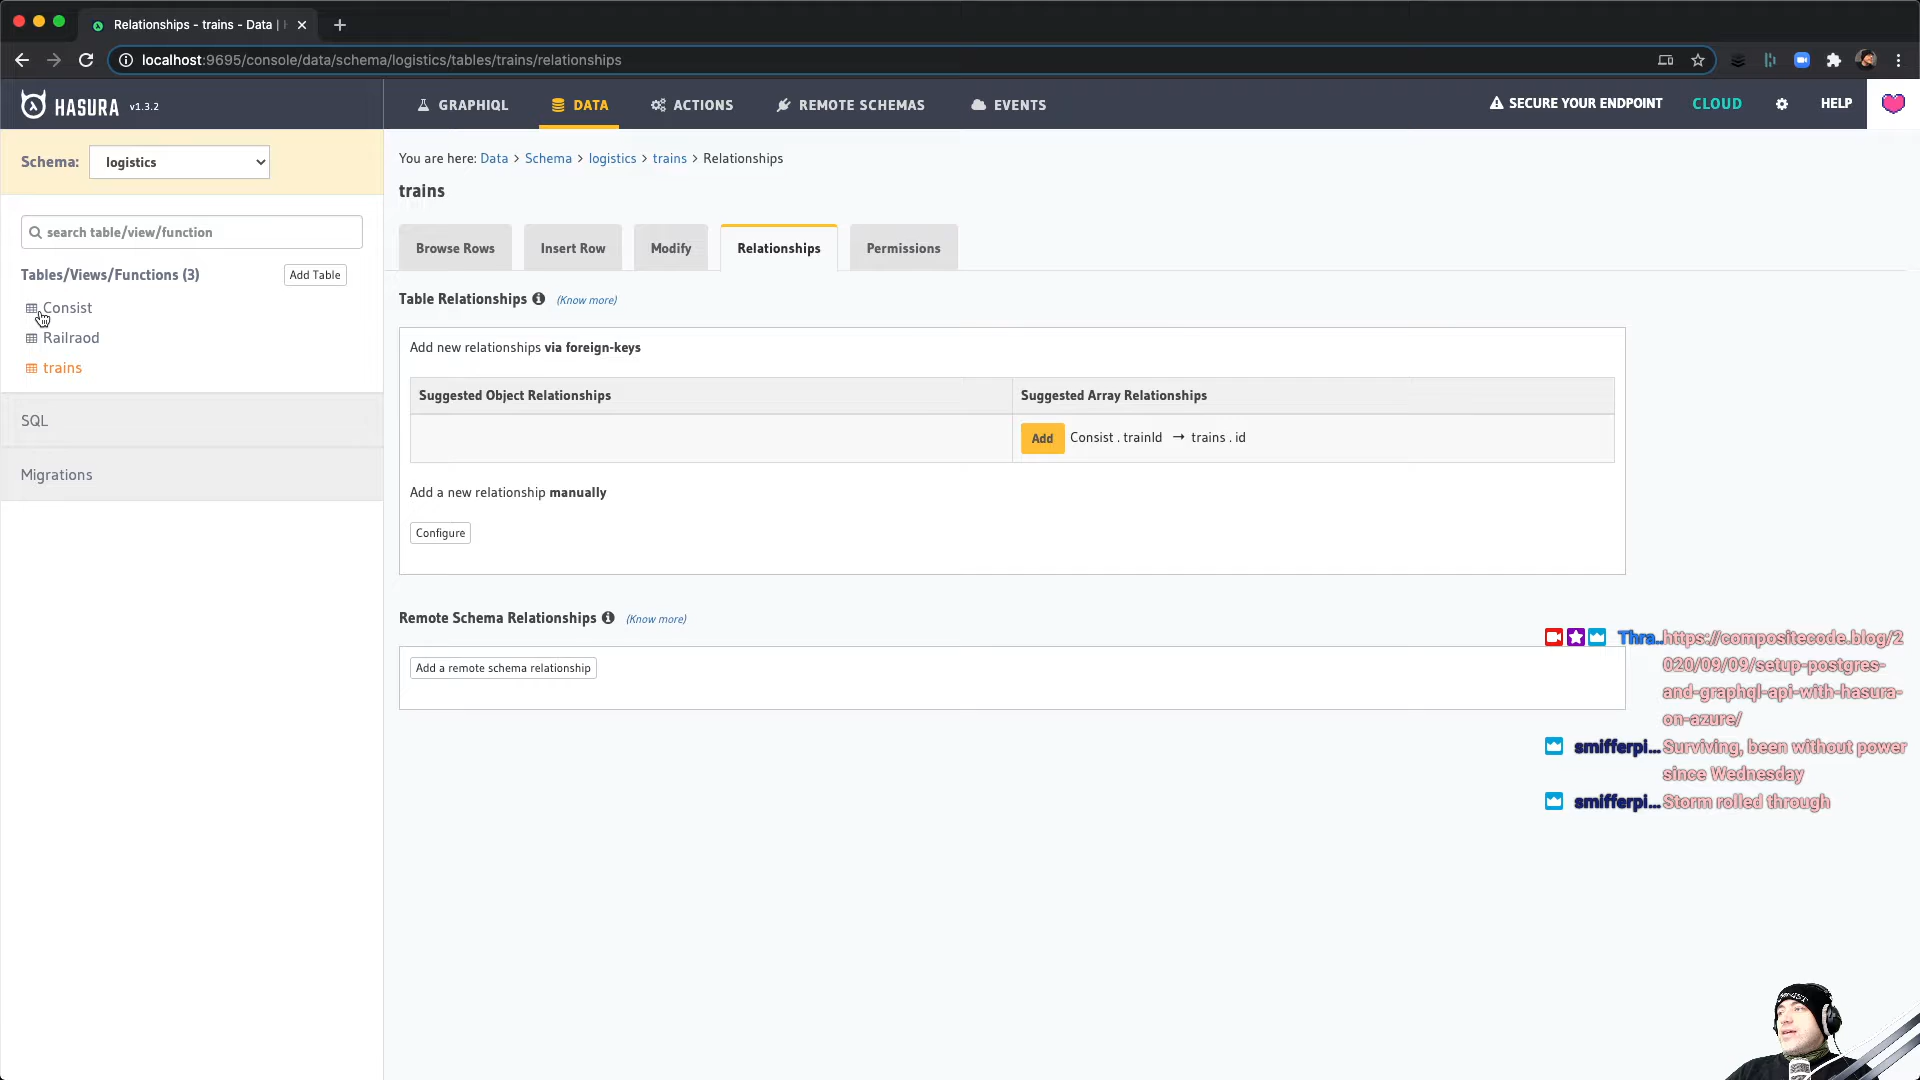 Relationships - trains - Data |
localhost:9695/console/data/schema/logistics/tables/trains/relationships
HASURA v1.3.2
GRAPHIQL
DATA
ACTIONS
REMOTE SCHEMAS
EVENTS
SECURE YOUR ENDPOINT
CLOUD
HELP
Schema: logistics
search table/view/function
Tables/Views/Functions (3)
Add Table
Consist
Railraod
trains
SQL
Migrations
You are here: Data > Schema > logistics > trains > Relationships
trains
Browse Rows
Insert Row
Modify
Relationships
Permissions
Table Relationships (Know more)
Add new relationships via foreign-keys
Suggested Object Relationships
Suggested Array Relationships
Add Consist . trainId → trains . id
Add a new relationship manually
Configure
Remote Schema Relationships (Know more)
Add a remote schema relationship
Thra.. https://compositecode.blog/2
020/09/09/setup-postgres-
and-graphql-api-with-hasura-
on-azure/
smifferpi... Surviving, been without power
since Wednesday
smifferpi... Storm rolled through